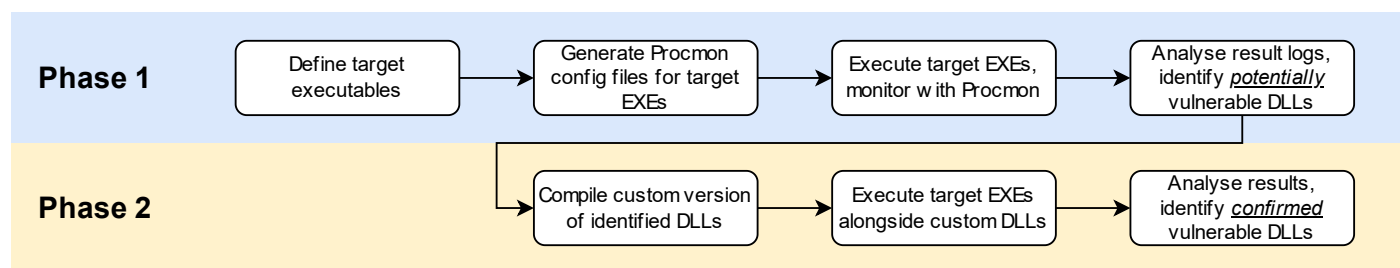 Phase 1
Define target
executables
Generate Procmon
config files for target
EXEs
Execute target EXEs,
monitor with Procmon
Analyse result logs,
identify potentially
vulnerable DLLs
Phase 2
Compile custom version
of identified DLLs
Execute target EXEs
alongside custom DLLs
Analyse results,
identify confirmed
vulnerable DLLs